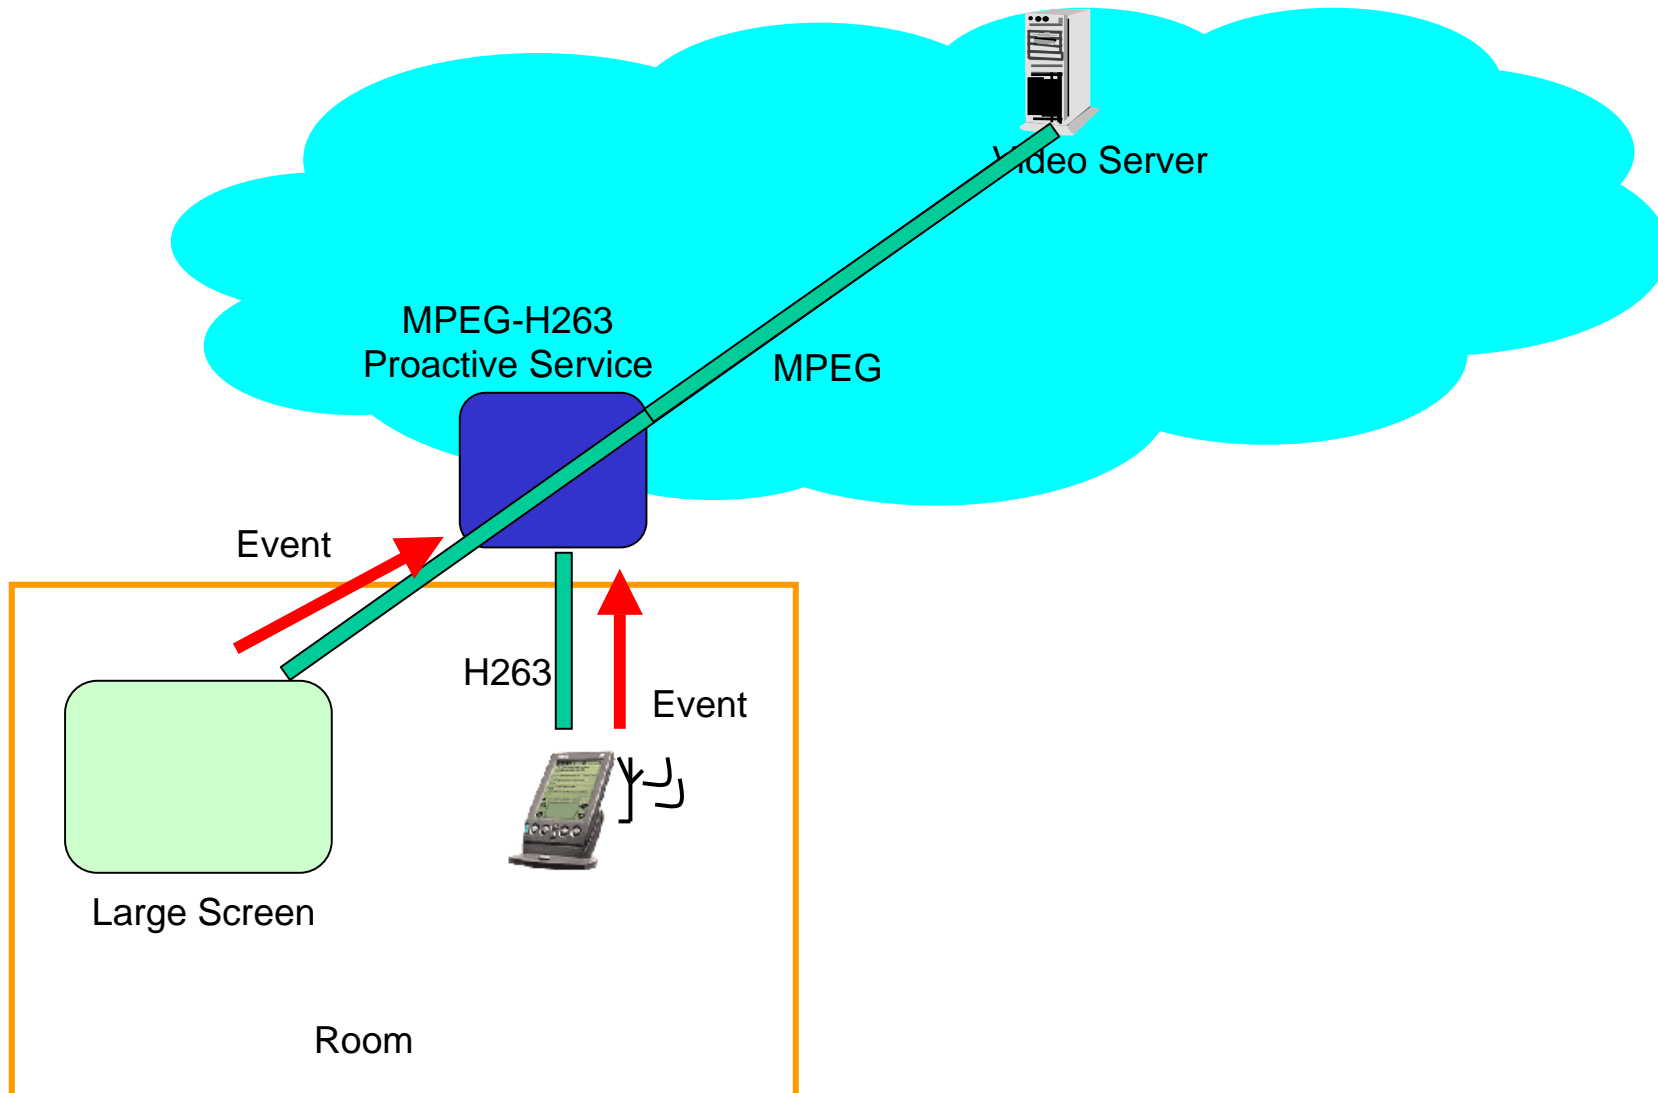 Video Server
MPEG-H263
Proactive Service
MPEG
Event
H263
Event
Large Screen
Room